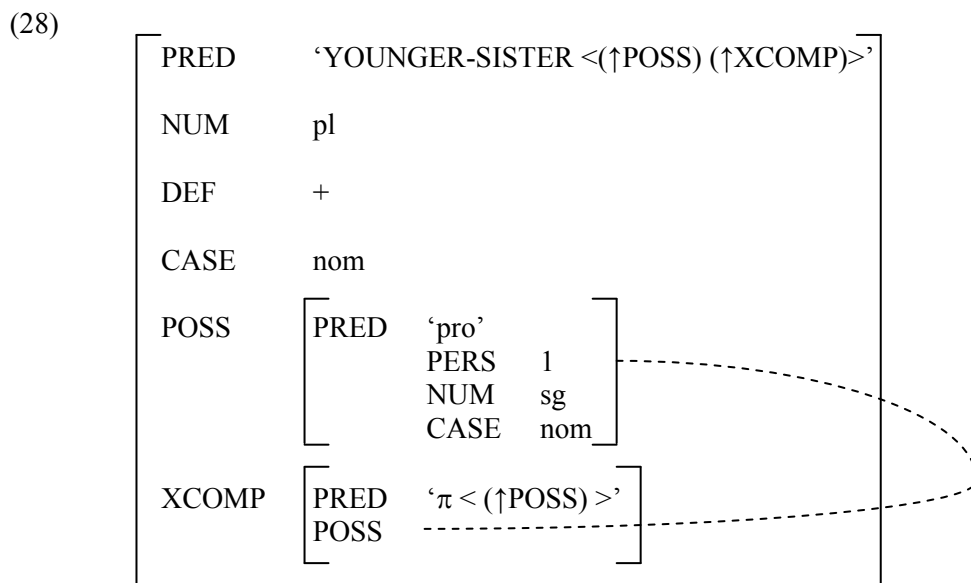 (28)
PRED ‘YOUNGER-SISTER <(↑POSS) (↑XCOMP)>’
NUM pl
DEF +
CASE nom
POSS PRED ‘pro’
PERS 1
NUM sg
CASE nom
XCOMP PRED ‘π < (↑POSS) >’
POSS